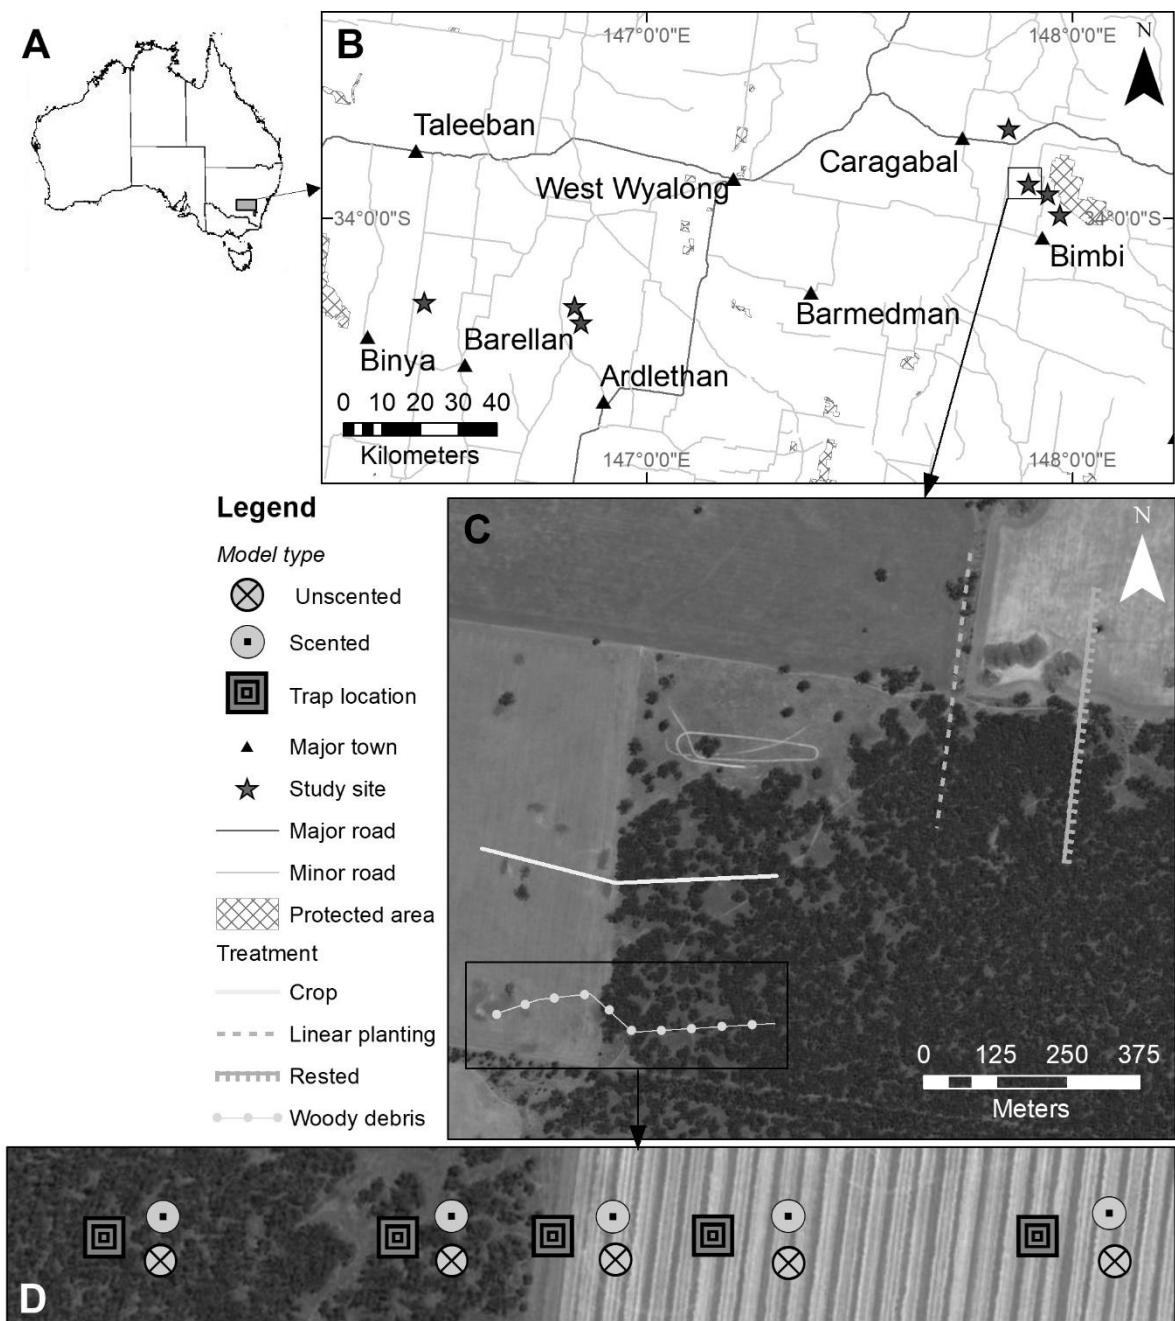 A
B
147°0'0"E
148°0'0"E
N
Taleeban
Caragabal
West Wyalong
34°0'0"S
34°0'0"S
Bimbi
Barmedman
Barellan
Binya
Ardlethan
0 10 20 30 40
Kilometers
147°0'0"E
148°0'0"E
Legend
Model type
Unscented
Scented
Trap location
Major town
Study site
Major road
Minor road
Protected area
Treatment
Crop
Linear planting
Rested
Woody debris
C
N
0 125 250 375
Meters
D